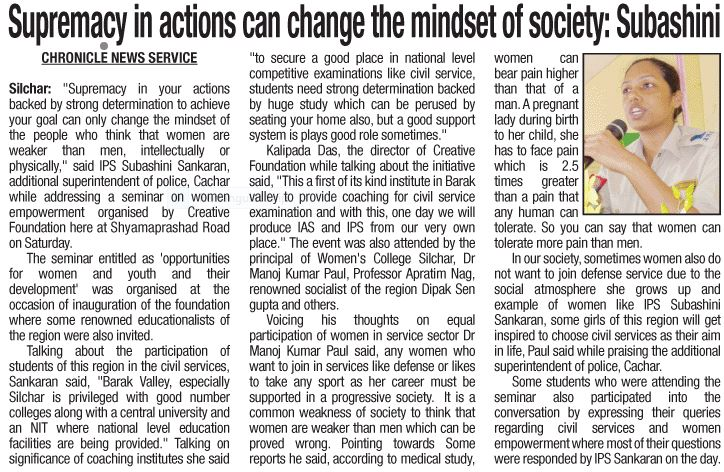 Supremacy in actions can change the mindset of society: Subashini
CHRONICLE NEWS SERVICE
Silchar: "Supremacy in your actions
backed by strong determination to achieve
your goal can only change the mindset of
the people who think that women are
weaker than men, intellectually or
physically," said IPS Subashini Sankaran,
additional superintendent of police, Cachar
while addressing a seminar on women
empowerment organised by Creative
Foundation here at Shyamaprashad Road
on Saturday.
The seminar entitled as 'opportunities
for women and youth and their
development' was organised at the
occasion of inauguration of the foundation
where some renowned educationalists of
the region were also invited.
Talking about the participation of
students of this region in the civil services,
Sankaran said, "Barak Valley, especially
Silchar is privileged with good number
colleges along with a central university and
an NIT where national level education
facilities are being provided." Talking on
significance of coaching institutes she said
"to secure a good place in national level
competitive examinations like civil service,
students need strong determination backed
by huge study which can be perused by
seating your home also, but a good support
system is plays good role sometimes."
Kalipada Das, the director of Creative
Foundation while talking about the initiative
said, "This a first of its kind institute in Barak
valley to provide coaching for civil service
examination and with this, one day we will
produce IAS and IPS from our very own
place." The event was also attended by the
principal of Women's College Silchar, Dr
Manoj Kumar Paul, Professor Apratim Nag,
renowned socialist of the region Dipak Sen
gupta and others.
Voicing his thoughts on equal
participation of women in service sector Dr
Manoj Kumar Paul said, any women who
want to join in services like defense or likes
to take any sport as her career must be
supported in a progressive society. It is a
common weakness of society to think that
women are weaker than men which can be
proved wrong. Pointing towards Some
reports he said, according to medical study,
women can
bear pain higher
than that of a
man. A pregnant
lady during birth
to her child, she
has to face pain
which is 2.5
times greater
than a pain that
any human can
tolerate. So you can say that women can
tolerate more pain than men.
In our society, sometimes women also do
not want to join defense service due to the
social atmosphere she grows up and
example of women like IPS Subashini
Sankaran, some girls of this region will get
inspired to choose civil services as their aim
in life, Paul said while praising the additional
superintendent of police, Cachar.
Some students who were attending the
seminar also participated into the
conversation by expressing their queries
regarding civil services and women
empowerment where most of their questions
were responded by IPS Sankaran on the day.